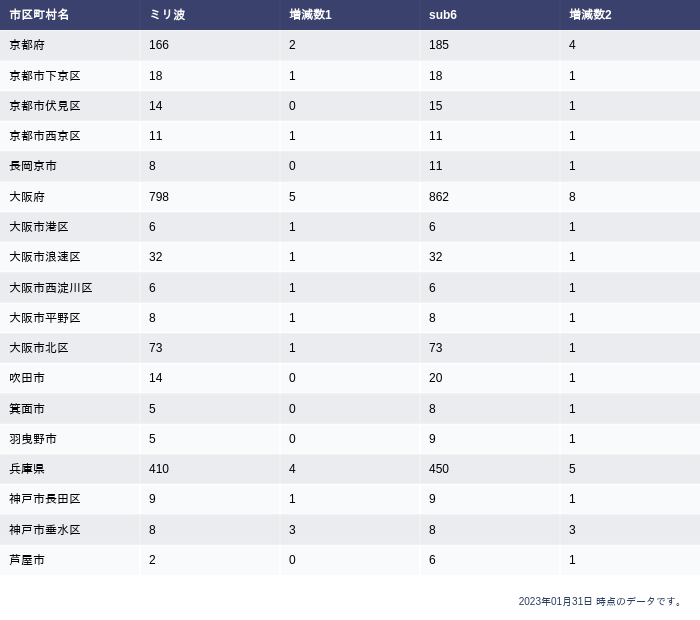 市区町村名 ミリ波 増減数1 sub6 増減数2
京都府 166 2 185 4
京都市下京区 18 1 18 1
京都市伏見区 14 0 15 1
京都市西京区 11 1 11 1
長岡京市 8 0 11 1
大阪府 798 5 862 8
大阪市港区 6 1 6 1
大阪市浪速区 32 1 32 1
大阪市西淀川区 6 1 6 1
大阪市平野区 8 1 8 1
大阪市北区 73 1 73 1
吹田市 14 0 20 1
箕面市 5 0 8 1
羽曳野市 5 0 9 1
兵庫県 410 4 450 5
神戸市長田区 9 1 9 1
神戸市垂水区 8 3 8 3
芦屋市 2 0 6 1
2023年01月31日 時点のデータです。